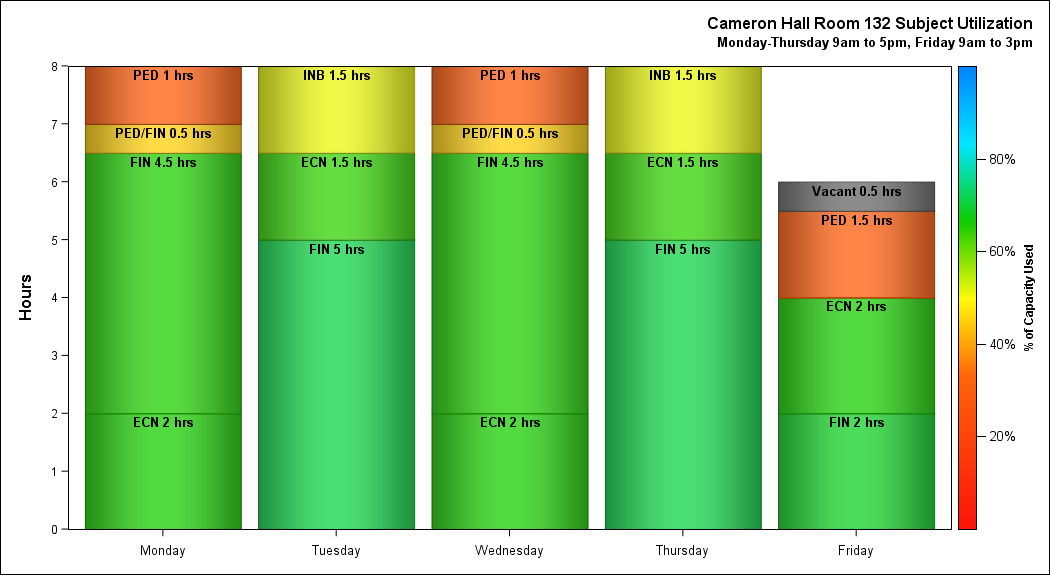 Cameron Hall Room 132 Subject Utilization
Monday-Thursday 9am to 5pm, Friday 9am to 3pm
Hours
8
7
6
5
4
3
2
1
0
PED 1 hrs
PED/FIN 0.5 hrs
FIN 4.5 hrs
ECN 2 hrs
INB 1.5 hrs
ECN 1.5 hrs
FIN 5 hrs
PED 1 hrs
PED/FIN 0.5 hrs
FIN 4.5 hrs
ECN 2 hrs
INB 1.5 hrs
ECN 1.5 hrs
FIN 5 hrs
Vacant 0.5 hrs
PED 1.5 hrs
ECN 2 hrs
FIN 2 hrs
Monday
Tuesday
Wednesday
Thursday
Friday
80%
60%
40%
20%
% of Capacity Used